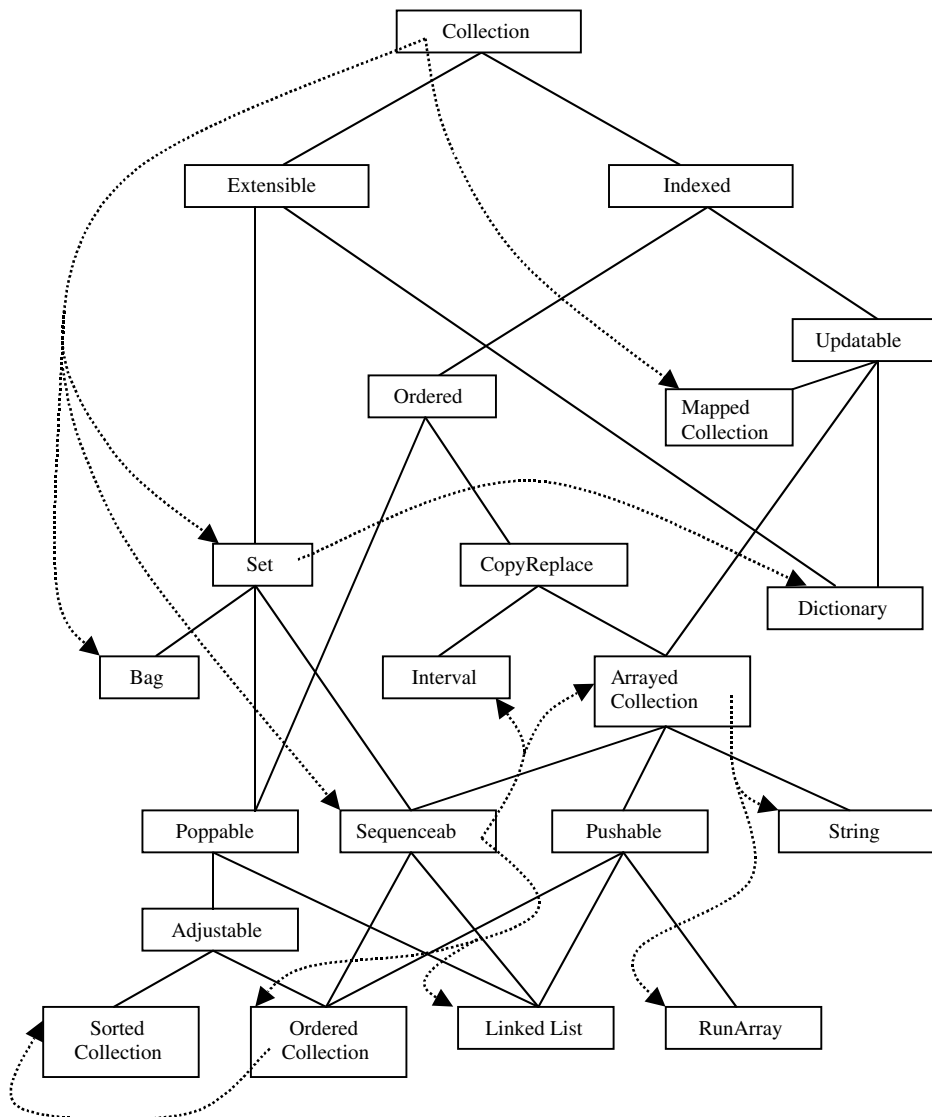 Collection
Extensible
Indexed
Updatable
Ordered
Mapped
Collection
Set
CopyReplace
Dictionary
Bag
Interval
Arrayed
Collection
Poppable
Sequenceab
Pushable
String
Adjustable
Sorted
Collection
Ordered
Collection
Linked List
RunArray